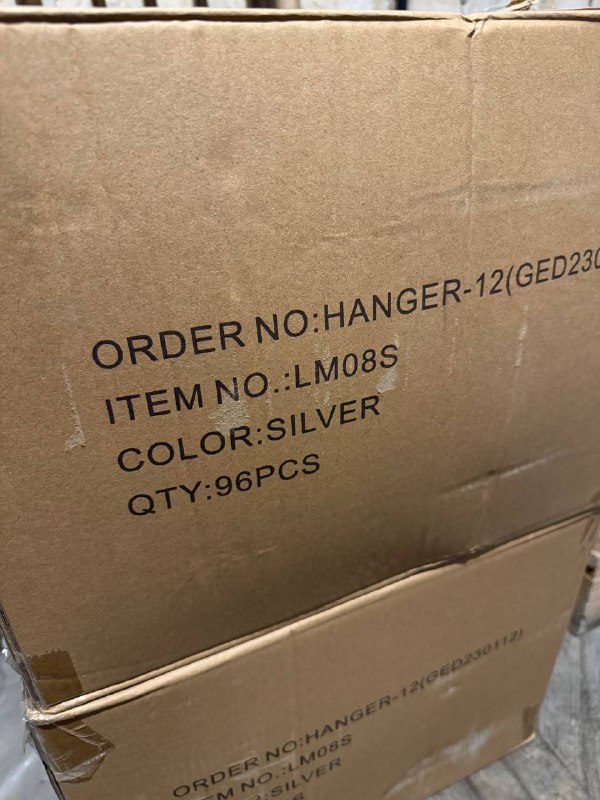 ORDER NO:HANGER-12(GED230
ITEM NO.:LM08S
COLOR:SILVER
QTY:96PCS
ORDER NO:HANGER-12(GED230112)
EM NO.:LM08S
:SILVER
S